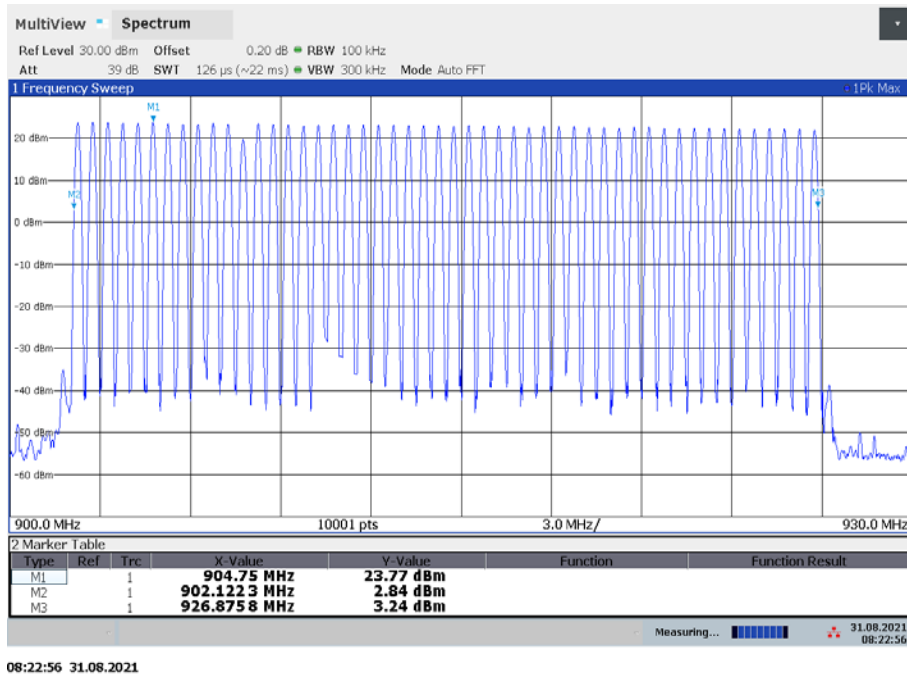 MultiView Spectrum
Ref Level 30.00 dBm Offset 0.20 dB RBW 100 kHz
Att 39 dB SWT 126 µs (~22 ms) VBW 300 kHz Mode Auto FFT
1 Frequency Sweep 1Pk Max
M1
20 dBm
10 dBm
M2 M3
0 dBm
-10 dBm
-20 dBm
-30 dBm
-40 dBm
-50 dBm
-60 dBm
900.0 MHz 10001 pts 3.0 MHz/ 930.0 MHz
2 Marker Table
Type Ref Trc X-Value Y-Value Function Function Result
M1 1 904.75 MHz 23.77 dBm
M2 1 902.122 3 MHz 2.84 dBm
M3 1 926.875 8 MHz 3.24 dBm
Measuring... 31.08.2021
08:22:56
08:22:56 31.08.2021